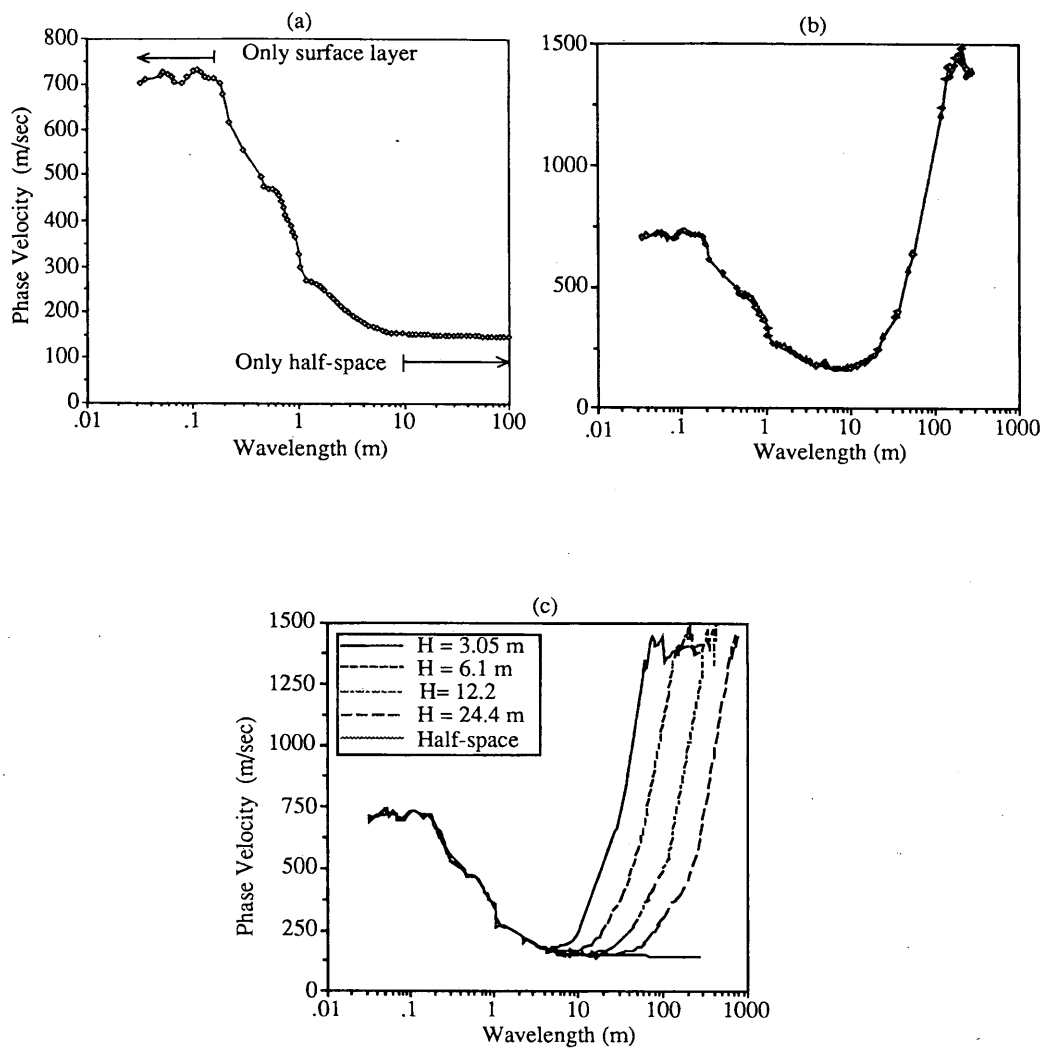 (a)
800
700
600
500
400
300
200
100
0
Phase Velocity (m/sec)
Only surface layer
Only half-space
.01
.1
1
10
100
Wavelength (m)
(b)
1500
1000
500
0
.01
.1
1
10
100
1000
Wavelength (m)
(c)
1500
1250
1000
750
500
250
0
Phase Velocity (m/sec)
H = 3.05 m
H = 6.1 m
H= 12.2
H = 24.4 m
Half-space
.01
.1
1
10
100
1000
Wavelength (m)